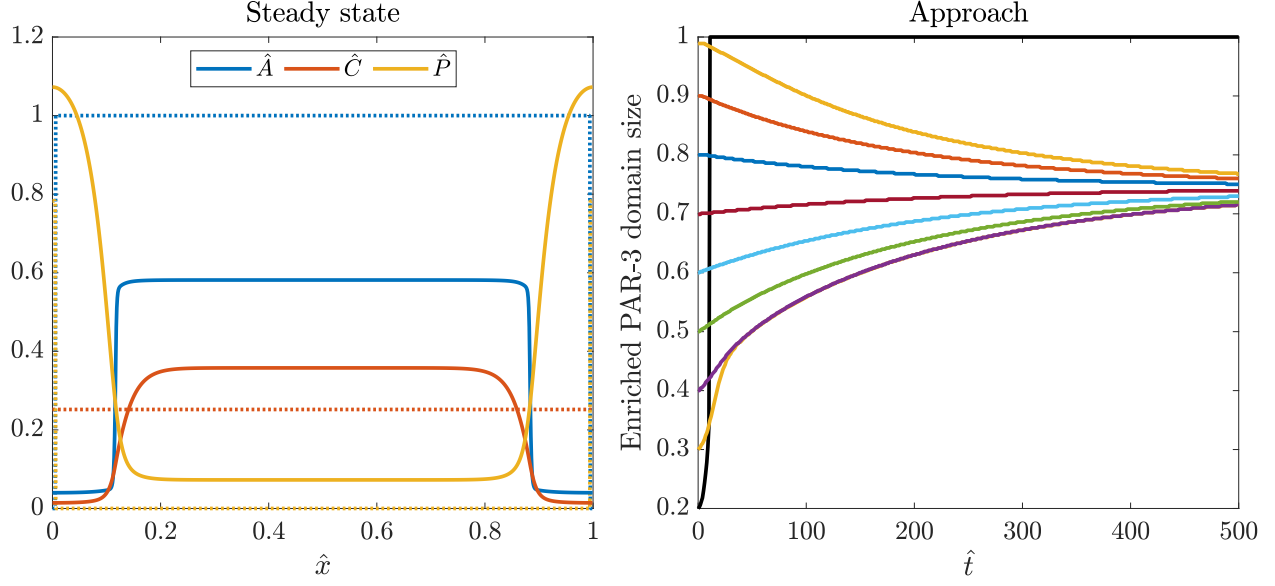 Steady state
1.2
1
0.8
0.6
0.4
0.2
0
Â Ĉ P̂
0 0.2 0.4 0.6 0.8 1
x̂
Approach
Enriched PAR-3 domain size
1
0.9
0.8
0.7
0.6
0.5
0.4
0.3
0.2
0 100 200 300 400 500
t̂